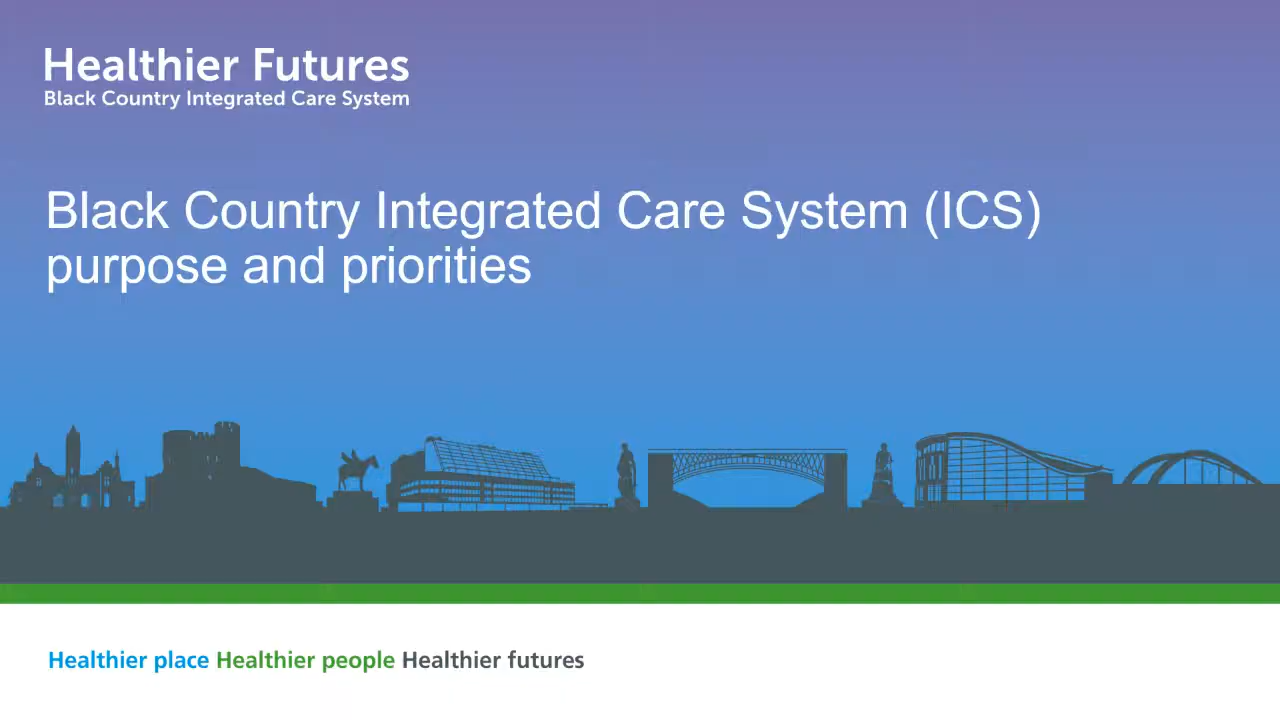 Healthier Futures
Black Country Integrated Care System
Black Country Integrated Care System (ICS)
purpose and priorities
Healthier place Healthier people Healthier futures